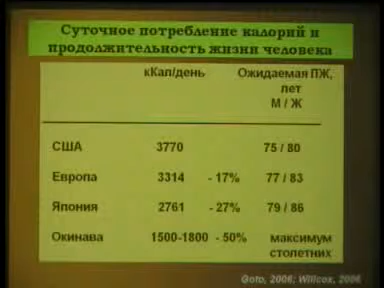 Суточное потребление калорий и
продолжительность жизни человека
кКал/день Ожидаемая ПЖ,
лет
М / Ж
США 3770 75 / 80
Европа 3314 - 17% 77 / 83
Япония 2761 - 27% 79 / 86
Окинава 1500-1800 - 50% максимум
столетних
Goto, 2006; Willcox, 2006